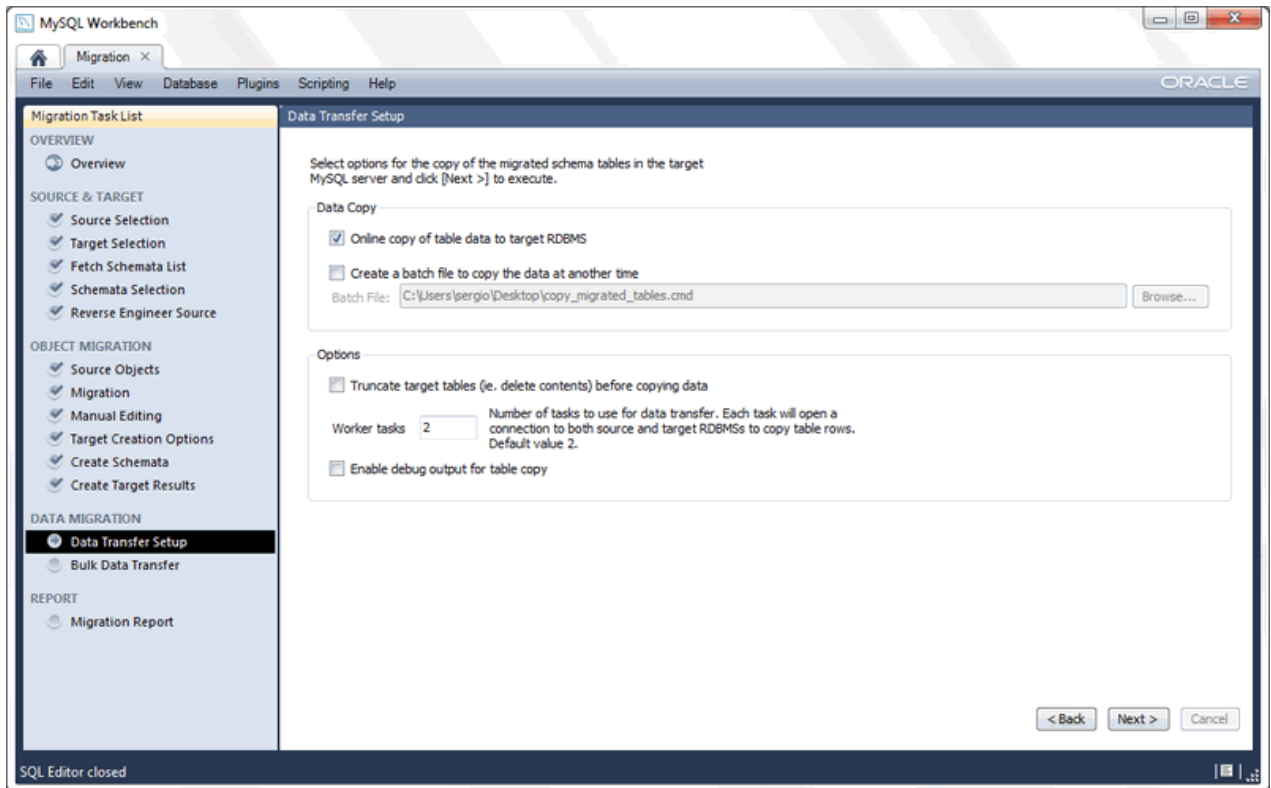 MySQL Workbench
Migration
File Edit View Database Plugins Scripting Help
ORACLE
Migration Task List
OVERVIEW
Overview
SOURCE & TARGET
Source Selection
Target Selection
Fetch Schemata List
Schemata Selection
Reverse Engineer Source
OBJECT MIGRATION
Source Objects
Migration
Manual Editing
Target Creation Options
Create Schemata
Create Target Results
DATA MIGRATION
Data Transfer Setup
Bulk Data Transfer
REPORT
Migration Report
Data Transfer Setup
Select options for the copy of the migrated schema tables in the target
MySQL server and click [Next >] to execute.
Data Copy
Online copy of table data to target RDBMS
Create a batch file to copy the data at another time
Batch File: C:\Users\sergio\Desktop\copy_migrated_tables.cmd Browse...
Options
Truncate target tables (ie. delete contents) before copying data
Worker tasks 2
Number of tasks to use for data transfer. Each task will open a
connection to both source and target RDBMSs to copy table rows.
Default value 2.
Enable debug output for table copy
< Back Next > Cancel
SQL Editor closed